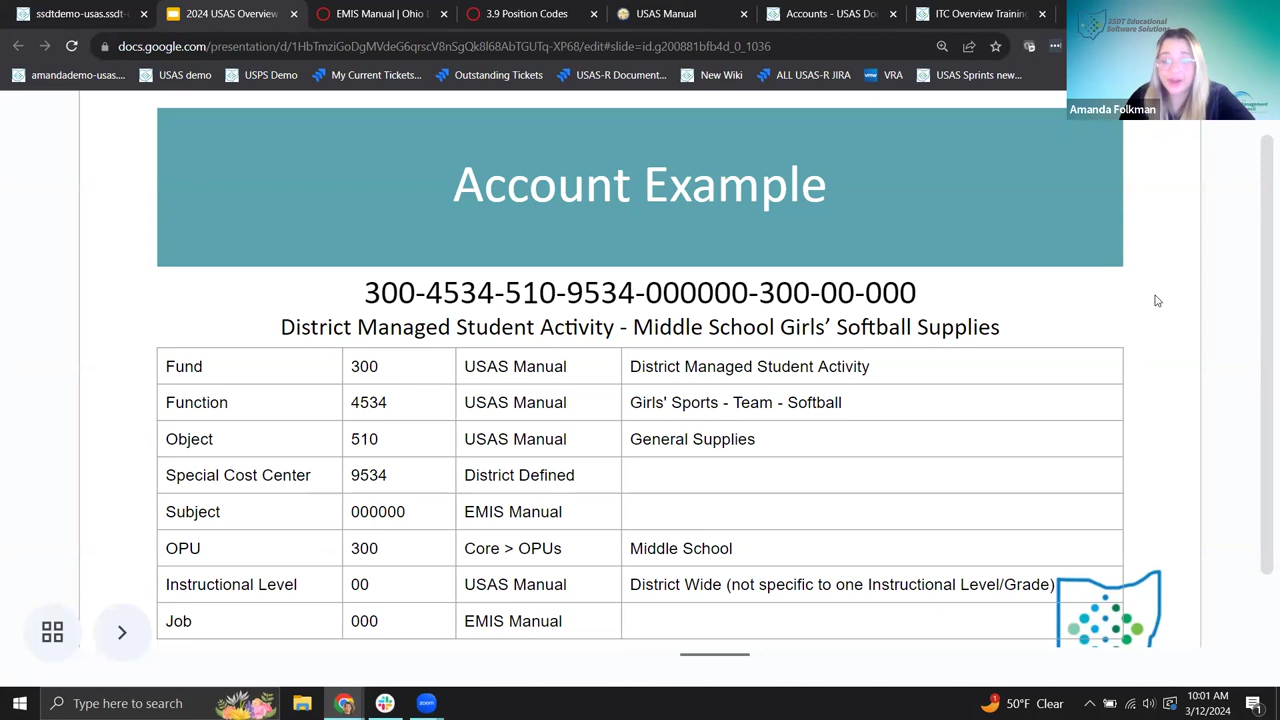 ssdtdemo-usas.ssdt-
2024 USAS Overview
EMIS Manual | Ohio
3.9 Position Codes
USAS Manual
Accounts - USAS Do
ITC Overview Training
docs.google.com/presentation/d/1HbTmziGoDgMVdeG6qrscV8nSgQk8l68AbTGUTq-XP68/edit#slide=id.g200881bfb4d_0_1036
amandademo-usas....
USAS demo
USPS Demo
My Current Tickets...
Outstanding Tickets
USAS-R Document...
New Wiki
ALL USAS-R JIRA
VRA
USAS Sprints new...
SSDT Educational
Software Solutions
Amanda Folkman
Account Example
300-4534-510-9534-000000-300-00-000
District Managed Student Activity - Middle School Girls’ Softball Supplies
Fund 300 USAS Manual District Managed Student Activity
Function 4534 USAS Manual Girls' Sports - Team - Softball
Object 510 USAS Manual General Supplies
Special Cost Center 9534 District Defined
Subject 000000 EMIS Manual
OPU 300 Core > OPUs Middle School
Instructional Level 00 USAS Manual District Wide (not specific to one Instructional Level/Grade)
Job 000 EMIS Manual
Type here to search
50°F Clear
10:01 AM
3/12/2024